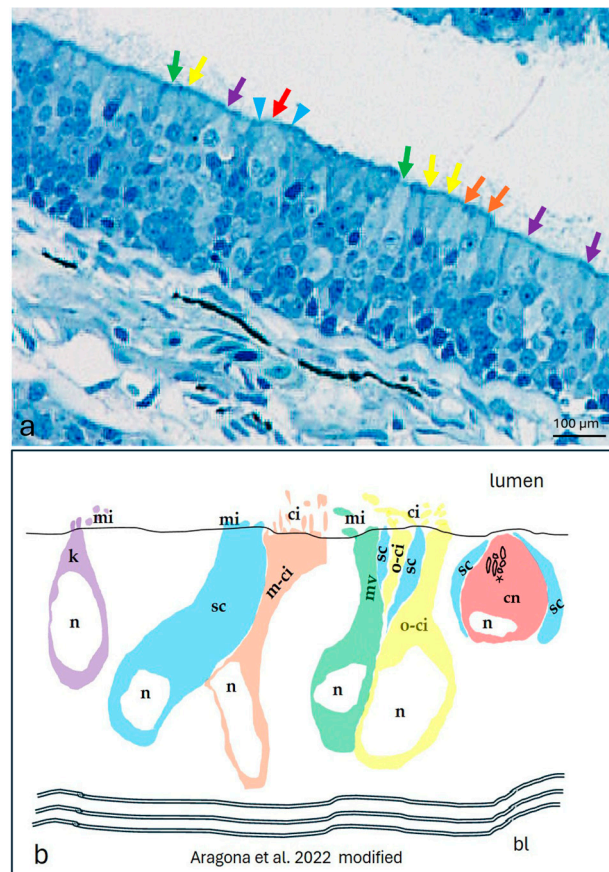 a
100 µm
lumen
mi
mi
ci
mi
ci
k
sc
m-ci
mv
sc
o-ci
sc
sc
cn
*
sc
n
n
n
n
o-ci
n
n
b
Aragona et al. 2022 modified
bl